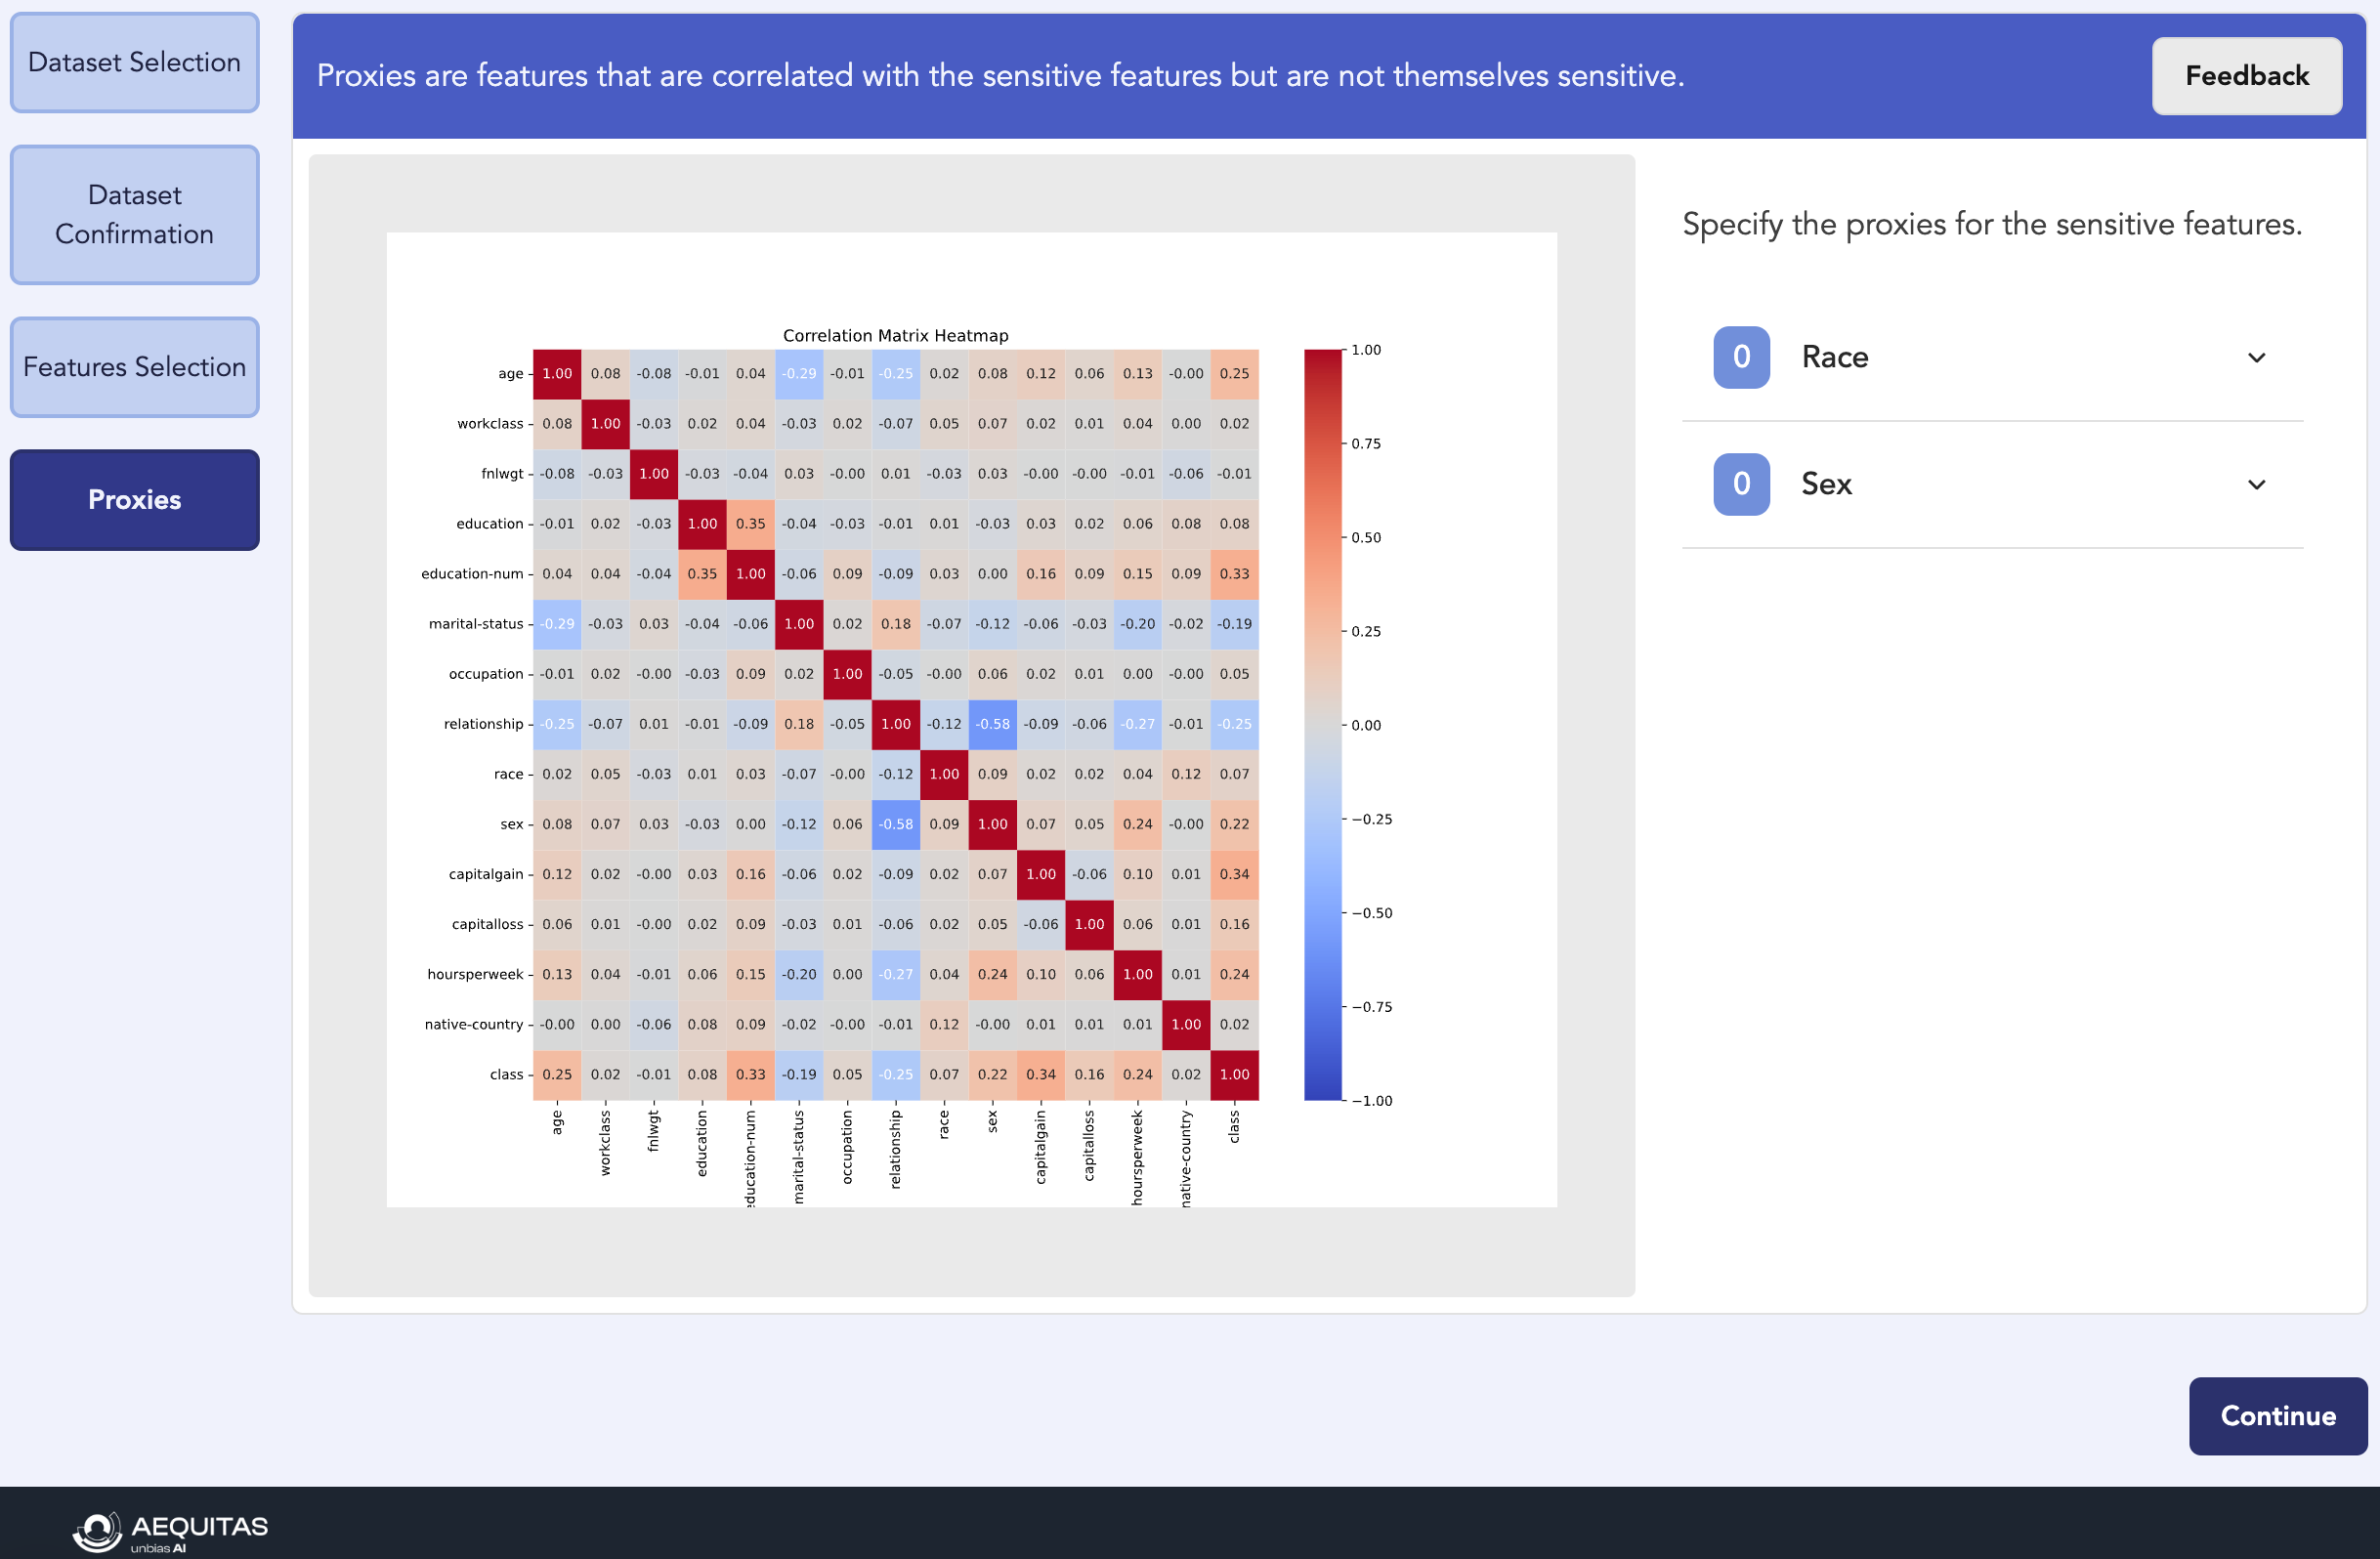 Dataset Selection
Dataset
Confirmation
Features Selection
Proxies
Proxies are features that are correlated with the sensitive features but are not themselves sensitive.
Feedback
Correlation Matrix Heatmap
age 1.00 0.08 -0.08 -0.01 0.04 -0.29 -0.01 -0.25 0.02 0.08 0.12 0.06 0.13 -0.00 0.25
workclass 0.08 1.00 -0.03 0.02 0.04 -0.03 0.02 -0.07 0.05 0.07 0.02 0.01 0.04 0.00 0.02
fnlwgt -0.08 -0.03 1.00 -0.03 -0.04 0.03 -0.00 0.01 -0.03 0.03 -0.00 -0.00 -0.01 -0.06 -0.01
education -0.01 0.02 -0.03 1.00 0.35 -0.04 -0.03 -0.01 0.01 -0.03 0.03 0.02 0.06 0.08 0.08
education-num 0.04 0.04 -0.04 0.35 1.00 -0.06 0.09 -0.09 0.03 0.00 0.16 0.09 0.15 0.09 0.33
marital-status -0.29 -0.03 0.03 -0.04 -0.06 1.00 0.02 0.18 -0.07 -0.12 -0.06 -0.03 -0.20 -0.02 -0.19
occupation -0.01 0.02 -0.00 -0.03 0.09 0.02 1.00 -0.05 -0.00 0.06 0.02 0.01 0.00 -0.00 0.05
relationship -0.25 -0.07 0.01 -0.01 -0.09 0.18 -0.05 1.00 -0.12 -0.58 -0.09 -0.06 -0.27 -0.01 -0.25
race 0.02 0.05 -0.03 0.01 0.03 -0.07 -0.00 -0.12 1.00 0.09 0.02 0.02 0.04 0.12 0.07
sex 0.08 0.07 0.03 -0.03 0.00 -0.12 0.06 -0.58 0.09 1.00 0.07 0.05 0.24 -0.00 0.22
capitalgain 0.12 0.02 -0.00 0.03 0.16 -0.06 0.02 -0.09 0.02 0.07 1.00 -0.06 0.10 0.01 0.34
capitalloss 0.06 0.01 -0.00 0.02 0.09 -0.03 0.01 -0.06 0.02 0.05 -0.06 1.00 0.06 0.01 0.16
hoursperweek 0.13 0.04 -0.01 0.06 0.15 -0.20 0.00 -0.27 0.04 0.24 0.10 0.06 1.00 0.01 0.24
native-country -0.00 0.00 -0.06 0.08 0.09 -0.02 -0.00 -0.01 0.12 -0.00 0.01 0.01 0.01 1.00 0.02
class 0.25 0.02 -0.01 0.08 0.33 -0.19 0.05 -0.25 0.07 0.22 0.34 0.16 0.24 0.02 1.00
age
workclass
fnlwgt
education
education-num
marital-status
occupation
relationship
race
sex
capitalgain
capitalloss
hoursperweek
native-country
class
1.00
0.75
0.50
0.25
0.00
−0.25
−0.50
−0.75
−1.00
Specify the proxies for the sensitive features.
0 Race
0 Sex
Continue
AEQUITAS
unbias AI